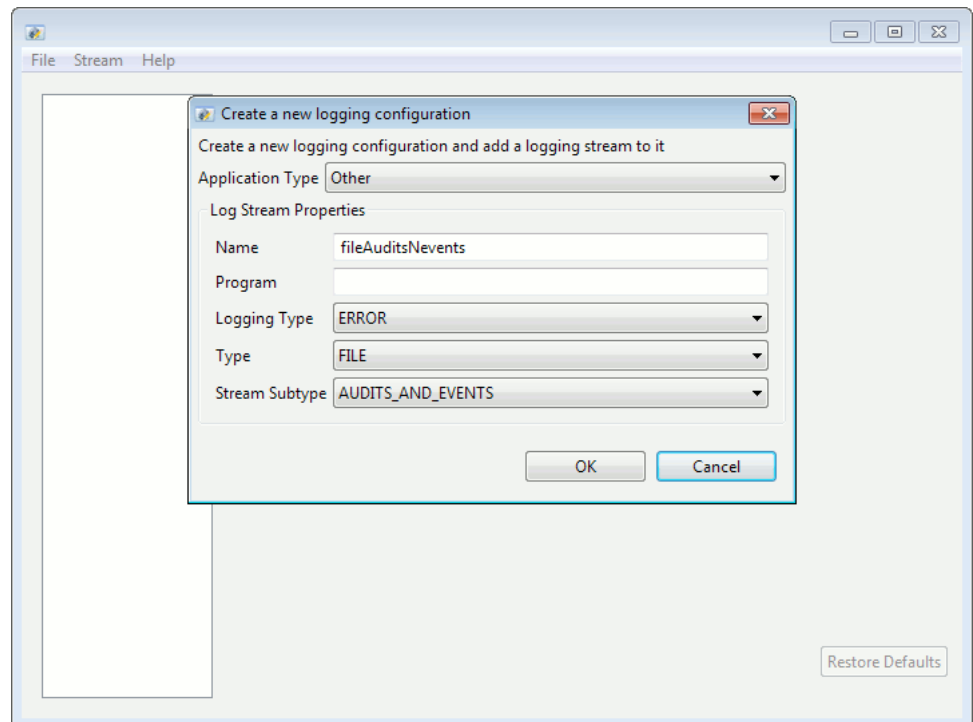 File Stream Help
Create a new logging configuration
Create a new logging configuration and add a logging stream to it
Application Type Other
Log Stream Properties
Name fileAuditsNevents
Program
Logging Type ERROR
Type FILE
Stream Subtype AUDITS_AND_EVENTS
OK Cancel
Restore Defaults